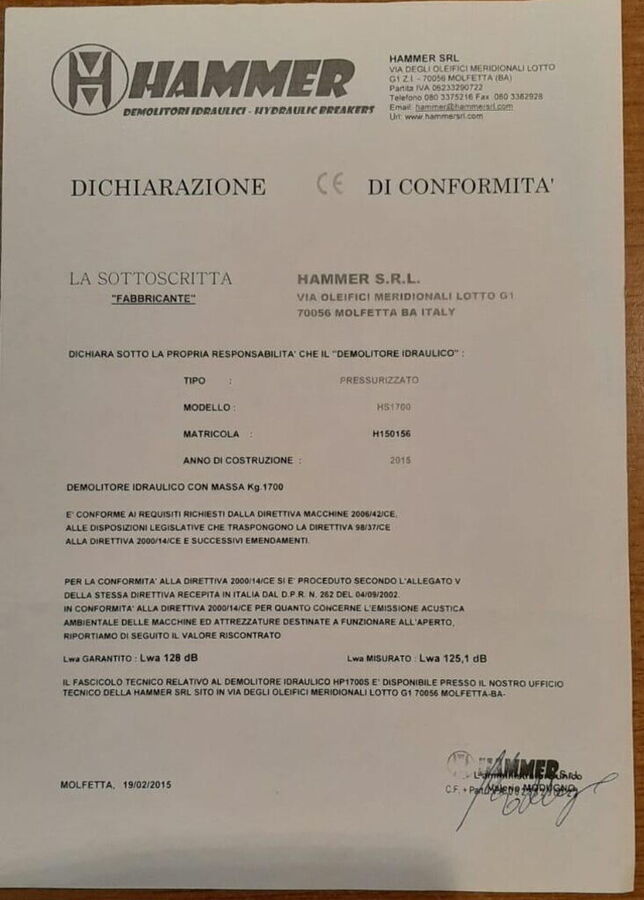 HAMMER
DEMOLITORI IDRAULICI - HYDRAULIC BREAKERS
HAMMER SRL
VIA DEGLI OLEIFICI MERIDIONALI LOTTO
G1 Z.I. - 70056 MOLFETTA (BA)
Partita IVA 06233290722
Telefono 080 3375216 Fax 080 3382928
Email: hammer@hammersrl.com
Url: www.hammersrl.com
DICHIARAZIONE CE DI CONFORMITA'
LA SOTTOSCRITTA
"FABBRICANTE"
HAMMER S.R.L.
VIA OLEIFICI MERIDIONALI LOTTO G1
70056 MOLFETTA BA ITALY
DICHIARA SOTTO LA PROPRIA RESPONSABILITA' CHE IL "DEMOLITORE IDRAULICO" :
TIPO : PRESSURIZZATO
MODELLO : HS1700
MATRICOLA : H150156
ANNO DI COSTRUZIONE : 2015
DEMOLITORE IDRAULICO CON MASSA Kg.1700
E' CONFORME AI REQUISITI RICHIESTI DALLA DIRETTIVA MACCHINE 2006/42/CE,
ALLE DISPOSIZIONI LEGISLATIVE CHE TRASPONGONO LA DIRETTIVA 98/37/CE
ALLA DIRETTIVA 2000/14/CE E SUCCESSIVI EMENDAMENTI.
PER LA CONFORMITA' ALLA DIRETTIVA 2000/14/CE SI E' PROCEDUTO SECONDO L'ALLEGATO V
DELLA STESSA DIRETTIVA RECEPITA IN ITALIA DAL D.P.R. N. 262 DEL 04/09/2002.
IN CONFORMITA' ALLA DIRETTIVA 2000/14/CE PER QUANTO CONCERNE L'EMISSIONE ACUSTICA
AMBIENTALE DELLE MACCHINE ED ATTREZZATURE DESTINATE A FUNZIONARE ALL'APERTO,
RIPORTIAMO DI SEGUITO IL VALORE RISCONTRATO
Lwa GARANTITO : Lwa 128 dB Lwa MISURATO : Lwa 125,1 dB
IL FASCICOLO TECNICO RELATIVO AL DEMOLITORE IDRAULICO HP1700S E' DISPONIBILE PRESSO IL NOSTRO UFFICIO
TECNICO DELLA HAMMER SRL SITO IN VIA DEGLI OLEIFICI MERIDIONALI LOTTO G1 70056 MOLFETTA-BA-
MOLFETTA, 19/02/2015
HAMMER S.r.l.
Valerio MODUGNO